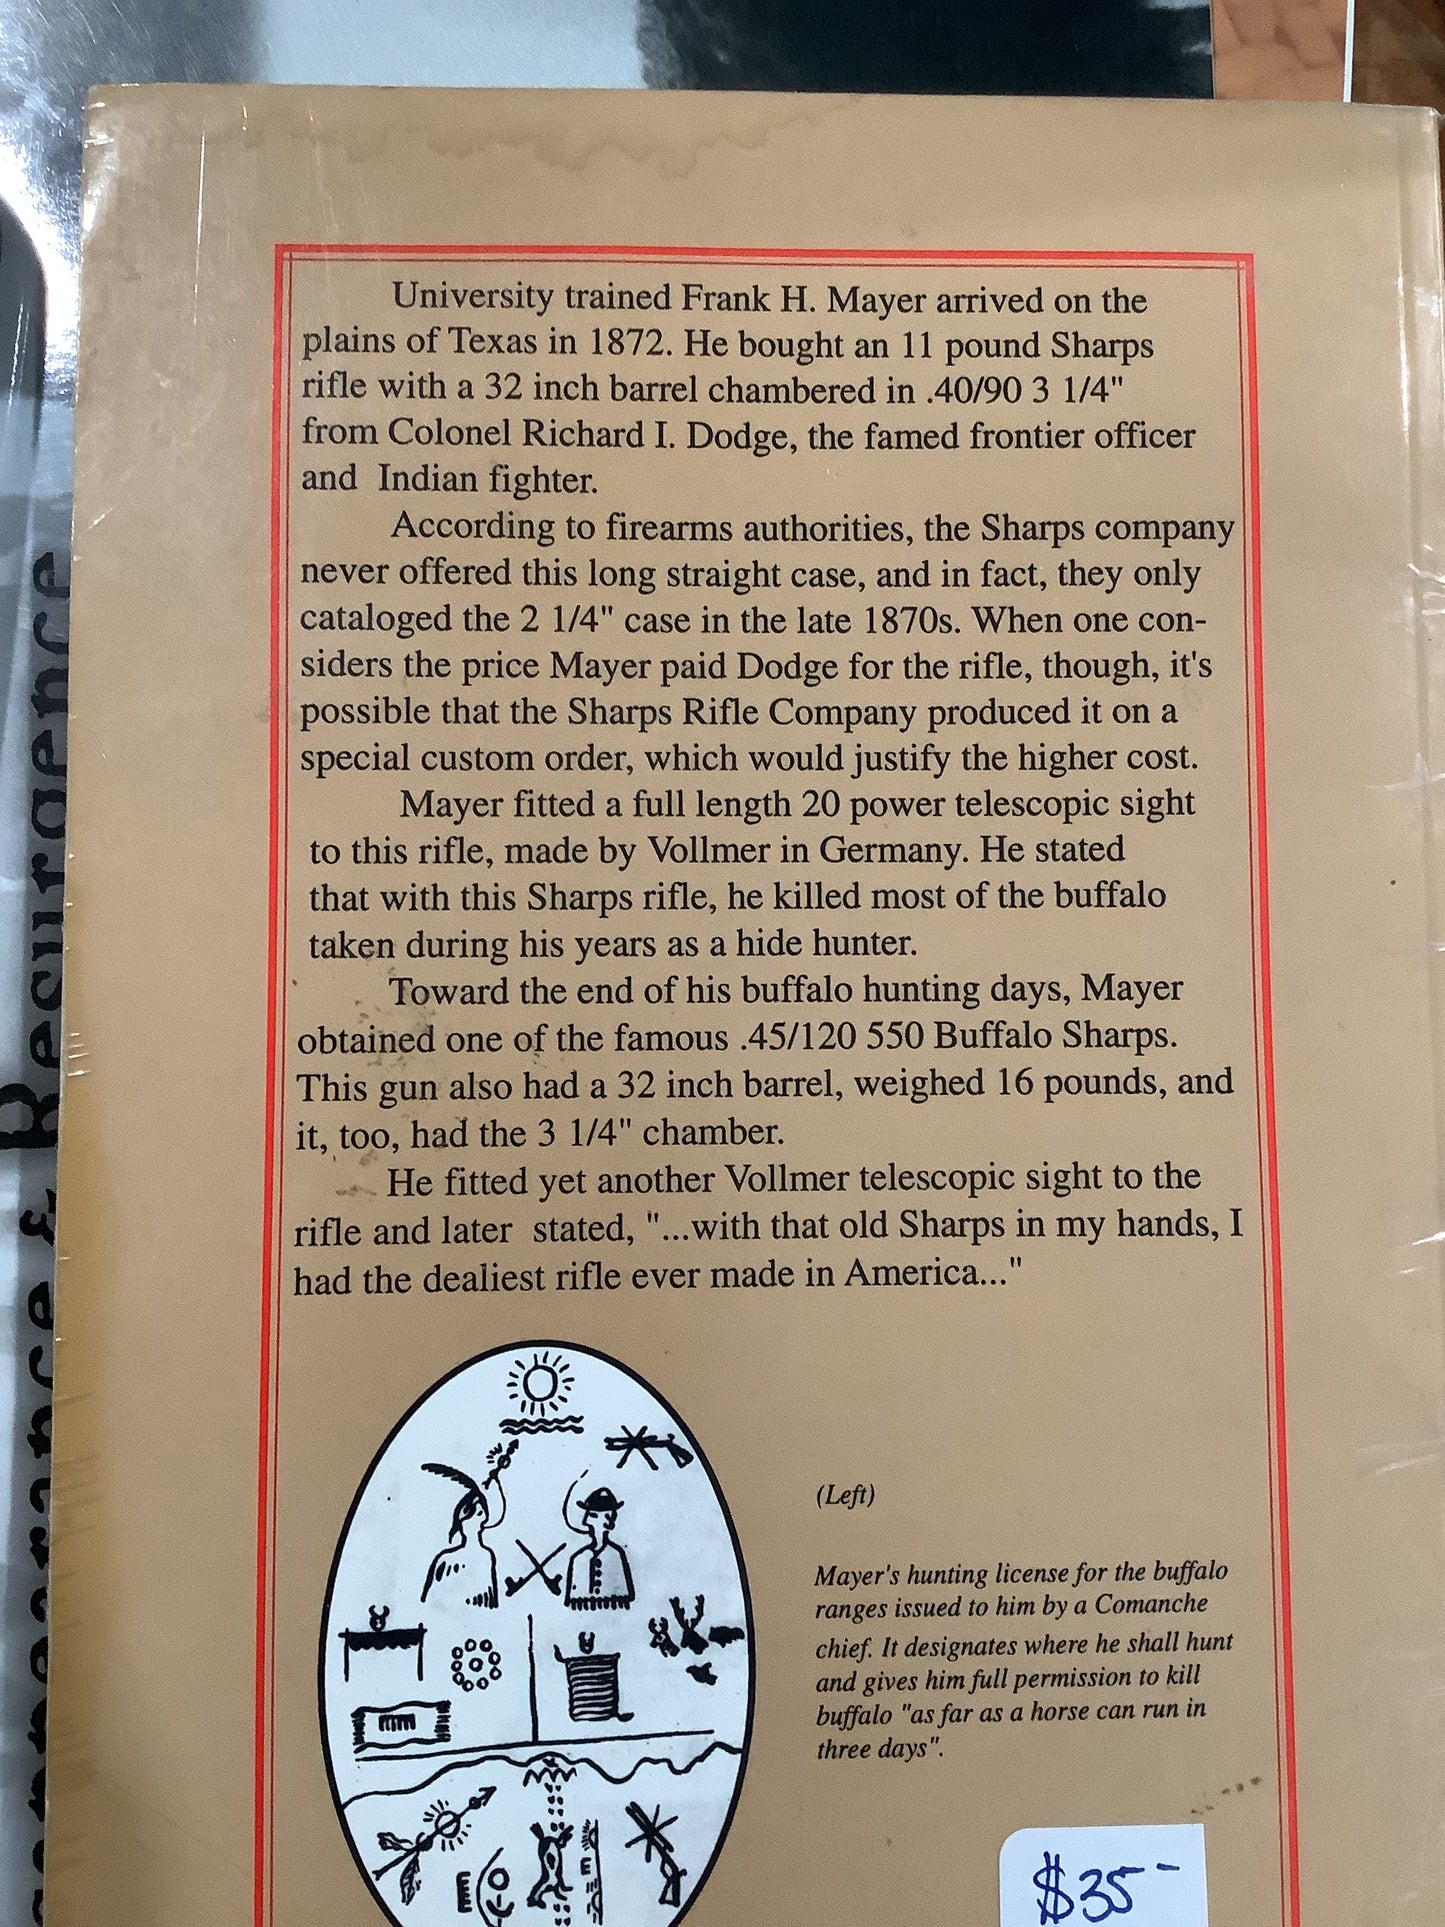 University trained Frank H. Mayer arrived on the
plains of Texas in 1872. He bought an 11 pound Sharps
rifle with a 32 inch barrel chambered in .40/90 3 1/4"
from Colonel Richard I. Dodge, the famed frontier officer
and Indian fighter.
According to firearms authorities, the Sharps company
never offered this long straight case, and in fact, they only
cataloged the 2 1/4" case in the late 1870s. When one con-
siders the price Mayer paid Dodge for the rifle, though, it's
possible that the Sharps Rifle Company produced it on a
special custom order, which would justify the higher cost.
Mayer fitted a full length 20 power telescopic sight
to this rifle, made by Vollmer in Germany. He stated
that with this Sharps rifle, he killed most of the buffalo
taken during his years as a hide hunter.
Toward the end of his buffalo hunting days, Mayer
obtained one of the famous .45/120 550 Buffalo Sharps.
This gun also had a 32 inch barrel, weighed 16 pounds, and
it, too, had the 3 1/4" chamber.
He fitted yet another Vollmer telescopic sight to the
rifle and later stated, "...with that old Sharps in my hands, I
had the dealiest rifle ever made in America..."
(Left)
Mayer's hunting license for the buffalo
ranges issued to him by a Comanche
chief. It designates where he shall hunt
and gives him full permission to kill
buffalo "as far as a horse can run in
three days".
$35-
& Resurgence